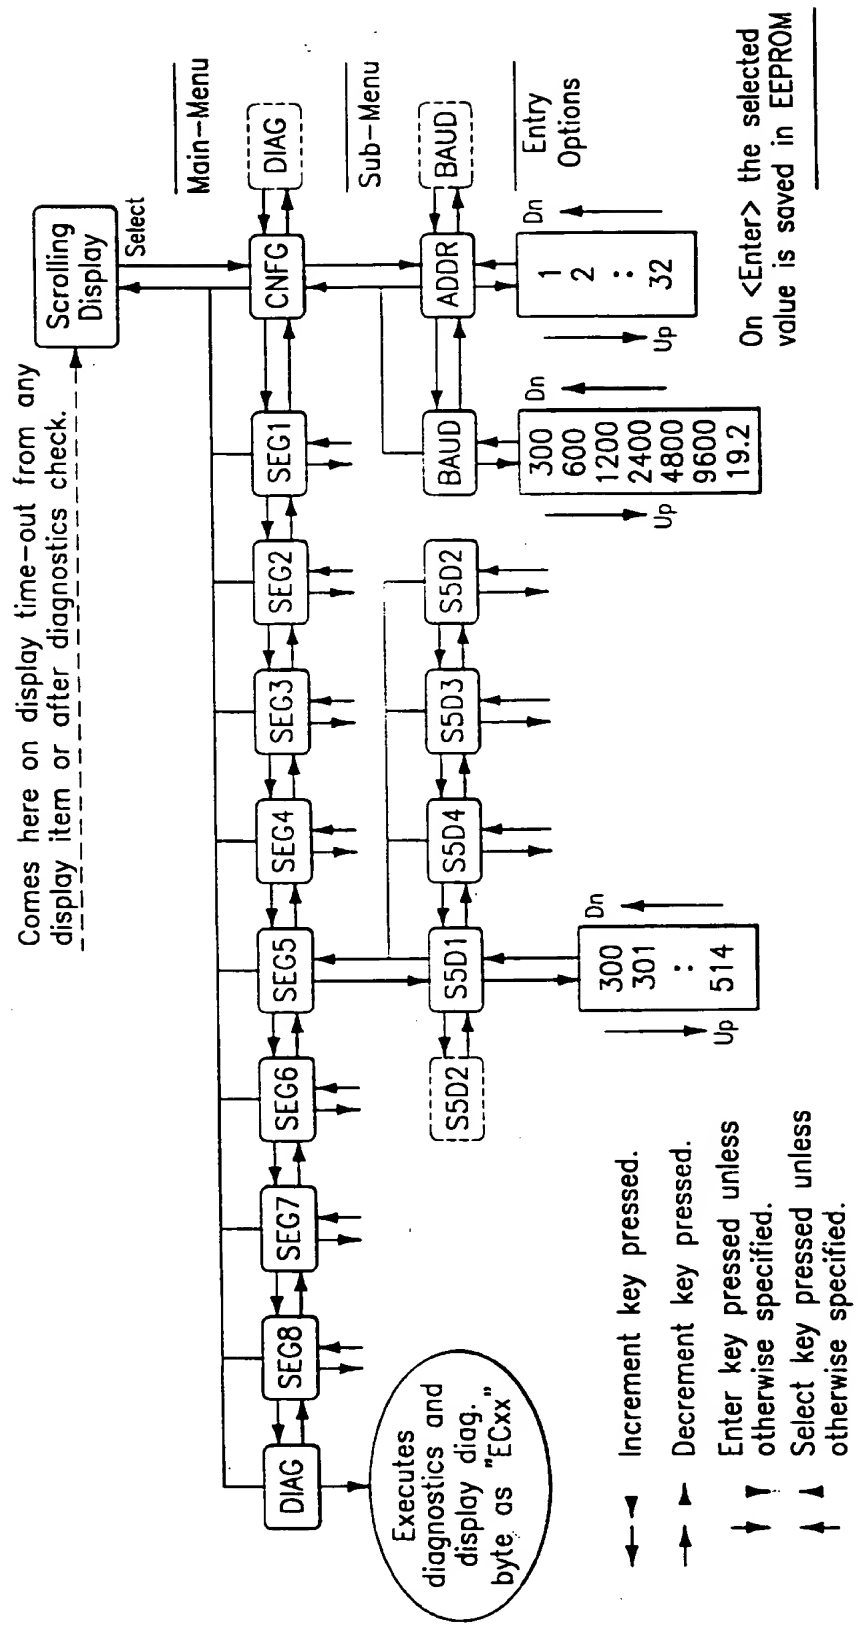 Comes here on display time-out from any
display item or after diagnostics check.
Scrolling
Display
Select
Main-Menu
DIAG
SEG8
SEG7
SEG6
SEG5
SEG4
SEG3
SEG2
SEG1
CNFG
DIAG
Sub-Menu
S5D2
S5D1
S5D4
S5D3
S5D2
BAUD
ADDR
BAUD
Entry
Options
Executes
diagnostics and
display diag.
byte as "ECxx"
Up
300
301
:
514
Dn
Up
300
600
1200
2400
4800
9600
19.2
Dn
Up
1
2
:
32
Dn
Increment key pressed.
Decrement key pressed.
Enter key pressed unless
otherwise specified.
Select key pressed unless
otherwise specified.
On <Enter> the selected
value is saved in EEPROM